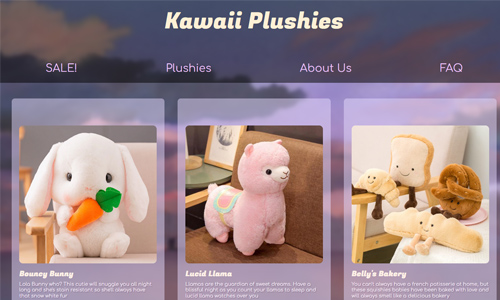 Kawaii Plushies
SALE! Plushies About Us FAQ
Bouncy Bunny
Lola Bunny who? This cutie will snuggle you all night
long and she's stain resistant so she'll always have
that snow white fur
Lucid Llama
Llamas are the guardian of sweet dreams. Have a
blissful night as you count your llamas to sleep and
lucid llama watches over you
Belly's Bakery
You can't always have a french patisserie at home, but
these squishies babies have been baked with love and
will always smell like a delicious bakery